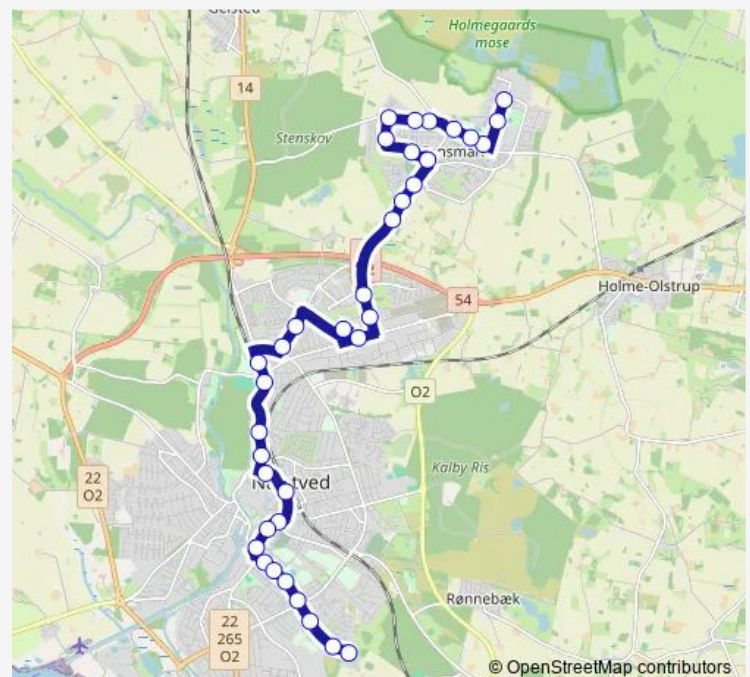 Holmegaards
mose
14
Stenskov
Holme-Olstrup
54
O2
22
O2
Kalby Ris
Rønnebæk
22
265
O2
© OpenStreetMap contributors